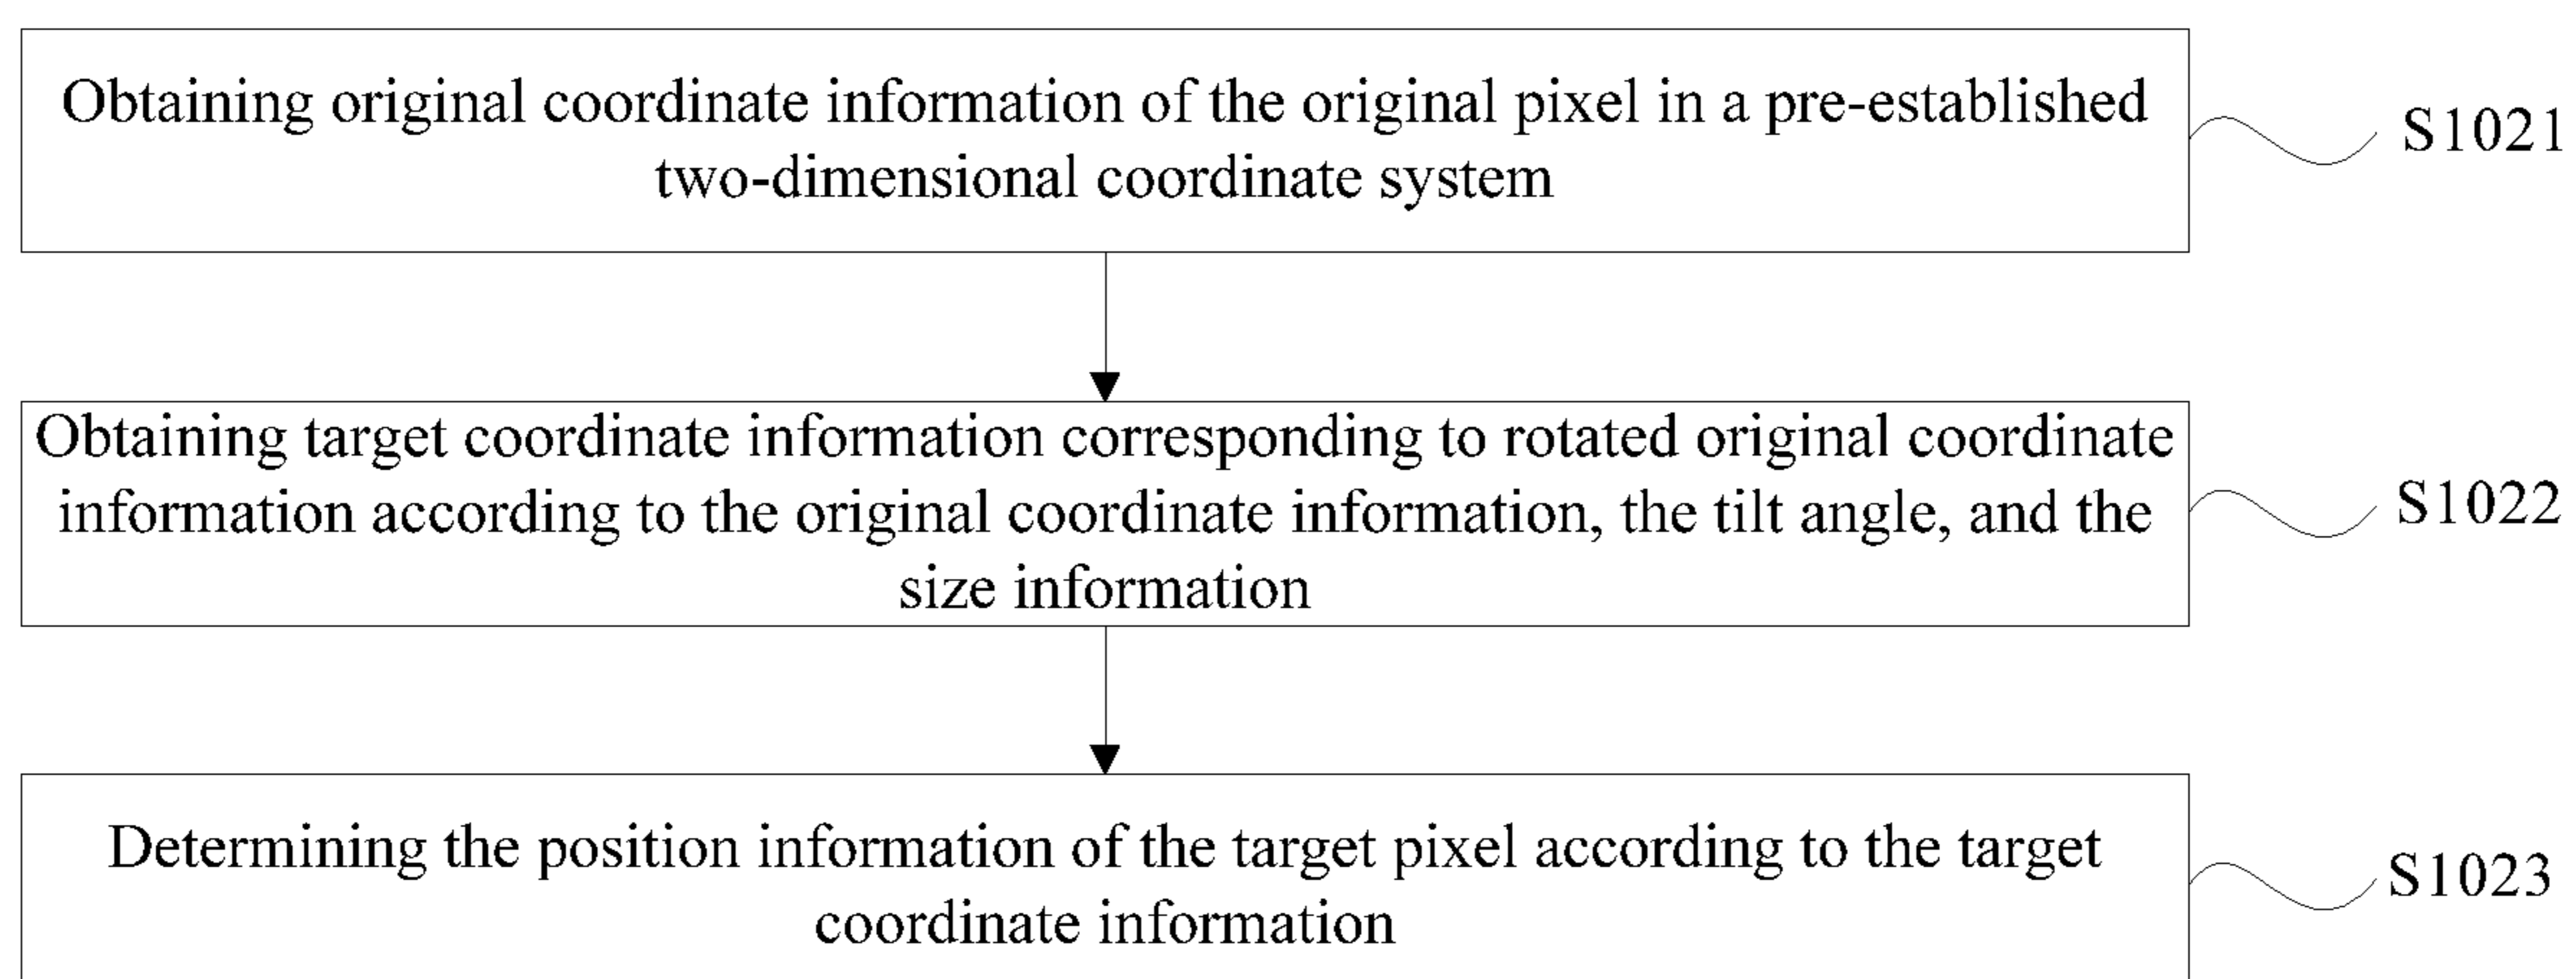 Obtaining original coordinate information of the original pixel in a pre-established
two-dimensional coordinate system
S1021
Obtaining target coordinate information corresponding to rotated original coordinate
information according to the original coordinate information, the tilt angle, and the
size information
S1022
Determining the position information of the target pixel according to the target
coordinate information
S1023